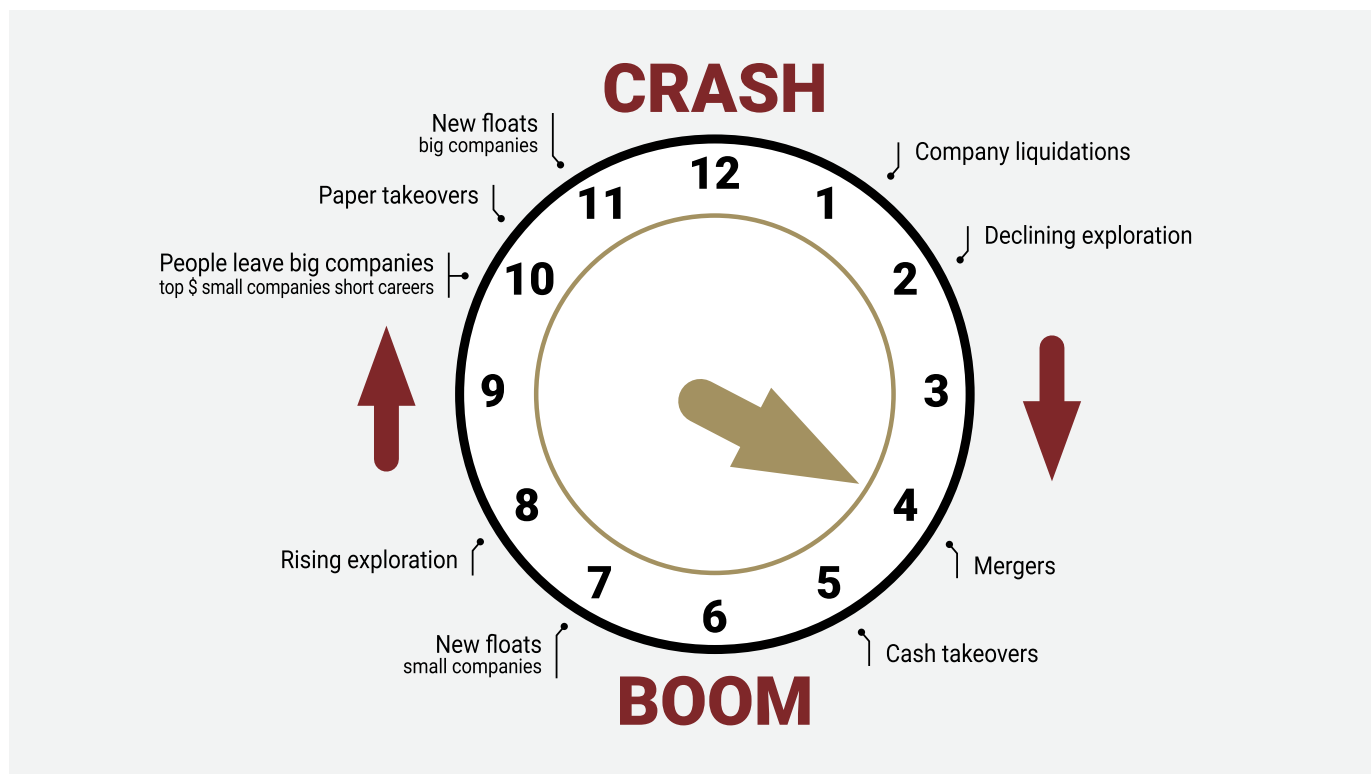 CRASH
New floats
big companies
Paper takeovers
People leave big companies
top $ small companies short careers
Company liquidations
Declining exploration
12
1
2
3
4
5
6
7
8
9
10
11
Rising exploration
New floats
small companies
Mergers
Cash takeovers
BOOM